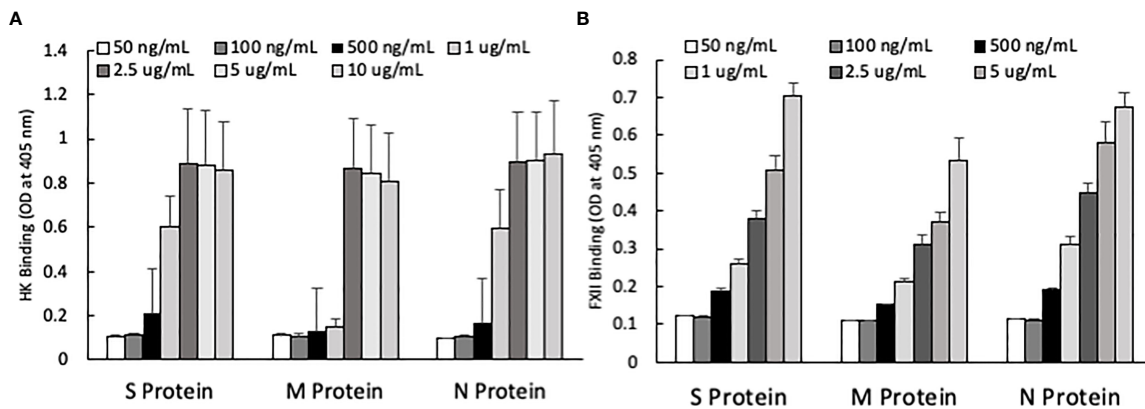 A
50 ng/mL 100 ng/mL 500 ng/mL 1 ug/mL
2.5 ug/mL 5 ug/mL 10 ug/mL
HK Binding (OD at 405 nm)
1.4
1.2
1
0.8
0.6
0.4
0.2
0
S Protein M Protein N Protein
B
50 ng/mL 100 ng/mL 500 ng/mL
1 ug/mL 2.5 ug/mL 5 ug/mL
FXII Binding (OD at 405 nm)
0.8
0.7
0.6
0.5
0.4
0.3
0.2
0.1
0
S Protein M Protein N Protein